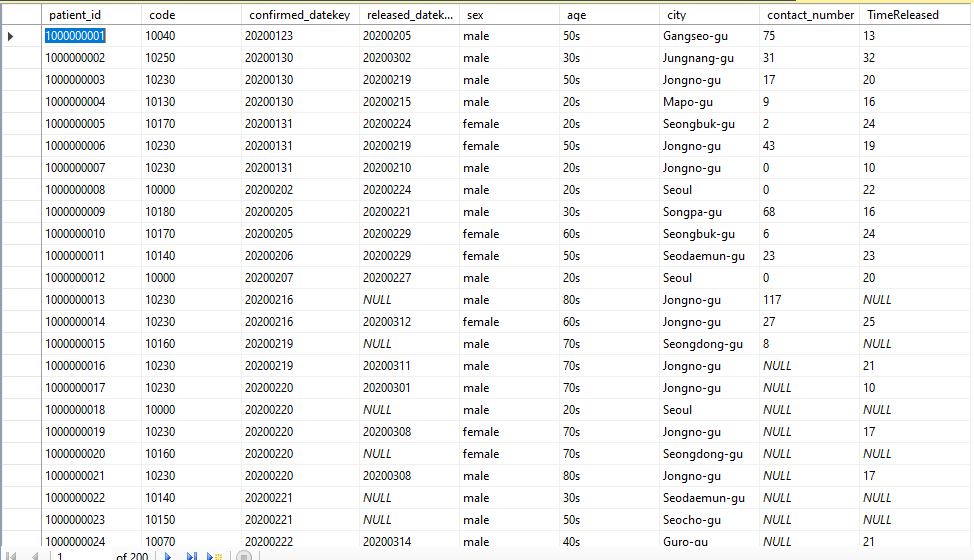 patient_id code confirmed_datekey released_datek... sex age city contact_number TimeReleased
1000000001 10040 20200123 20200205 male 50s Gangseo-gu 75 13
1000000002 10250 20200130 20200302 male 30s Jungnang-gu 31 32
1000000003 10230 20200130 20200219 male 50s Jongno-gu 17 20
1000000004 10130 20200130 20200215 male 20s Mapo-gu 9 16
1000000005 10170 20200131 20200224 female 20s Seongbuk-gu 2 24
1000000006 10230 20200131 20200219 female 50s Jongno-gu 43 19
1000000007 10230 20200131 20200210 male 20s Jongno-gu 0 10
1000000008 10000 20200202 20200224 male 20s Seoul 0 22
1000000009 10180 20200205 20200221 male 30s Songpa-gu 68 16
1000000010 10170 20200205 20200229 female 60s Seongbuk-gu 6 24
1000000011 10140 20200206 20200229 female 50s Seodaemun-gu 23 23
1000000012 10000 20200207 20200227 male 20s Seoul 0 20
1000000013 10230 20200216 NULL male 80s Jongno-gu 117 NULL
1000000014 10230 20200216 20200312 female 60s Jongno-gu 27 25
1000000015 10160 20200219 NULL male 70s Seongdong-gu 8 NULL
1000000016 10230 20200219 20200311 male 70s Jongno-gu NULL 21
1000000017 10230 20200220 20200301 male 70s Jongno-gu NULL 10
1000000018 10000 20200220 NULL male 20s Seoul NULL NULL
1000000019 10230 20200220 20200308 female 70s Jongno-gu NULL 17
1000000020 10160 20200220 NULL female 70s Seongdong-gu NULL NULL
1000000021 10230 20200220 20200308 male 80s Jongno-gu NULL 17
1000000022 10140 20200221 NULL male 30s Seodaemun-gu NULL NULL
1000000023 10150 20200221 NULL male 50s Seocho-gu NULL NULL
1000000024 10070 20200222 20200314 male 40s Guro-gu NULL 21
1 of 200